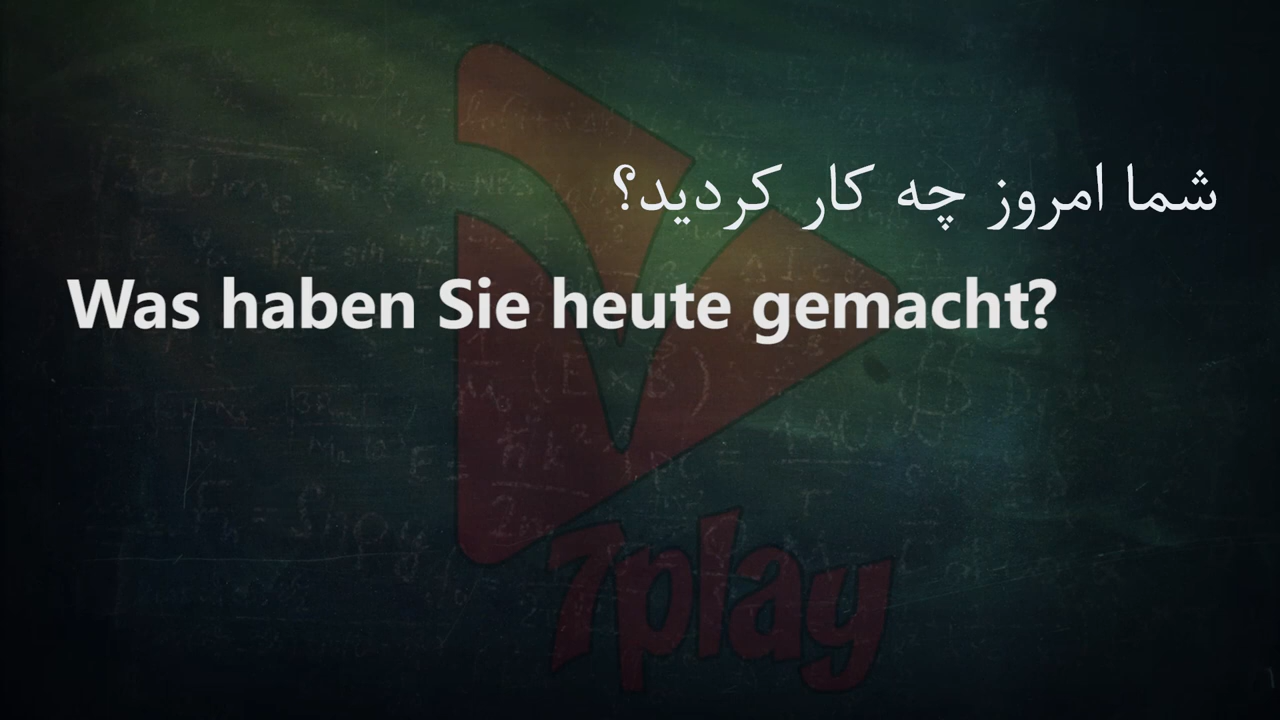 شما امروز چه کار کردید؟
Was haben Sie heute gemacht?
7play